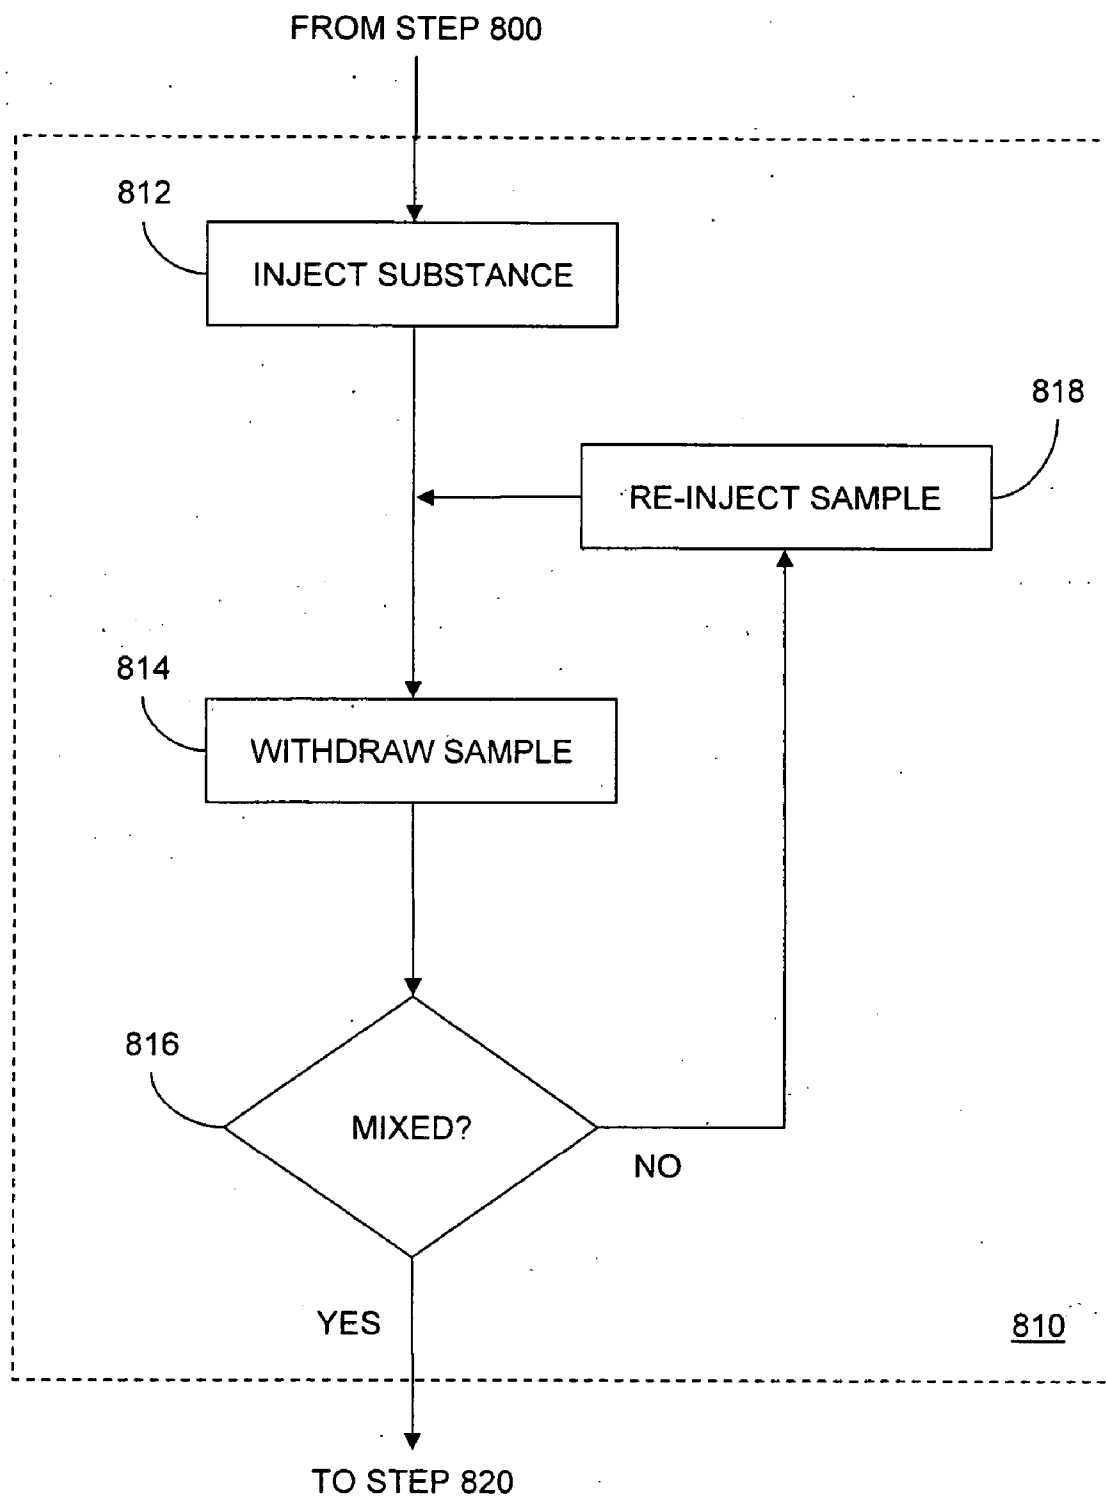 FROM STEP 800
812
INJECT SUBSTANCE
818
RE-INJECT SAMPLE
814
WITHDRAW SAMPLE
816
MIXED?
NO
YES
810
TO STEP 820